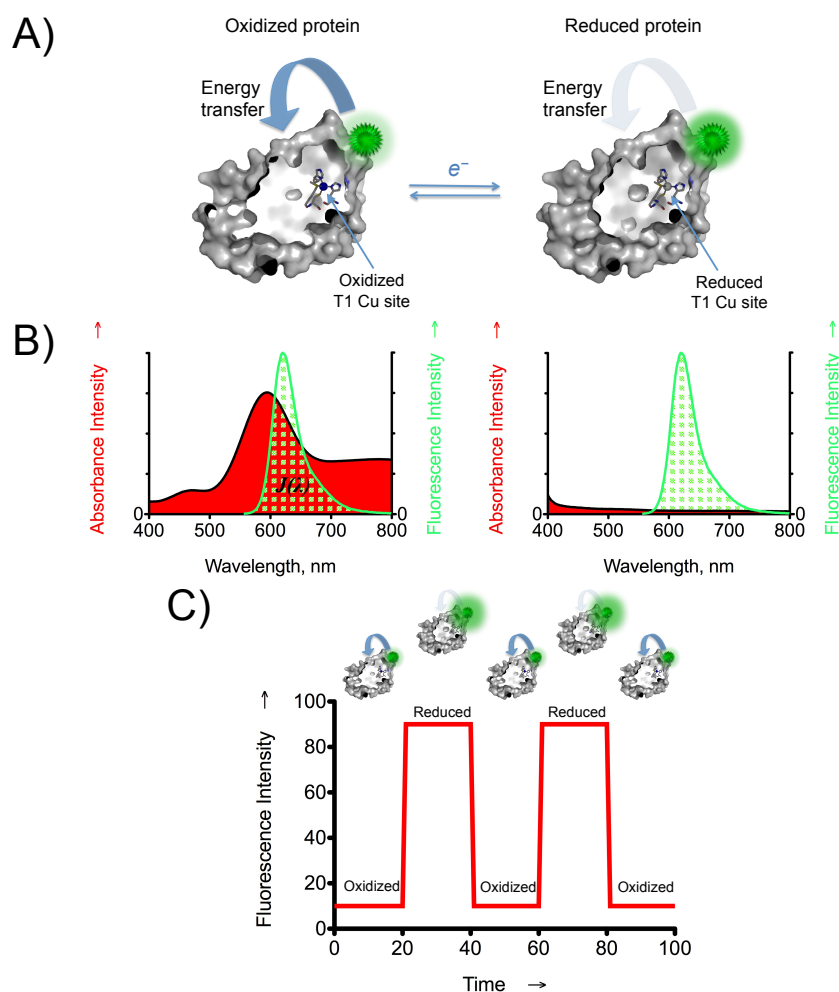 A)
Oxidized protein
Reduced protein
Energy
transfer
Energy
transfer
e⁻
Oxidized
T1 Cu site
Reduced
T1 Cu site
B)
Absorbance Intensity →
Fluorescence Intensity →
Absorbance Intensity →
Fluorescence Intensity →
0 0 0 0
J(λ)
400 500 600 700 800
400 500 600 700 800
Wavelength, nm
Wavelength, nm
C)
Fluorescence Intensity →
100
80
60
40
20
0
Reduced
Reduced
Oxidized
Oxidized
Oxidized
0 20 40 60 80 100
Time →